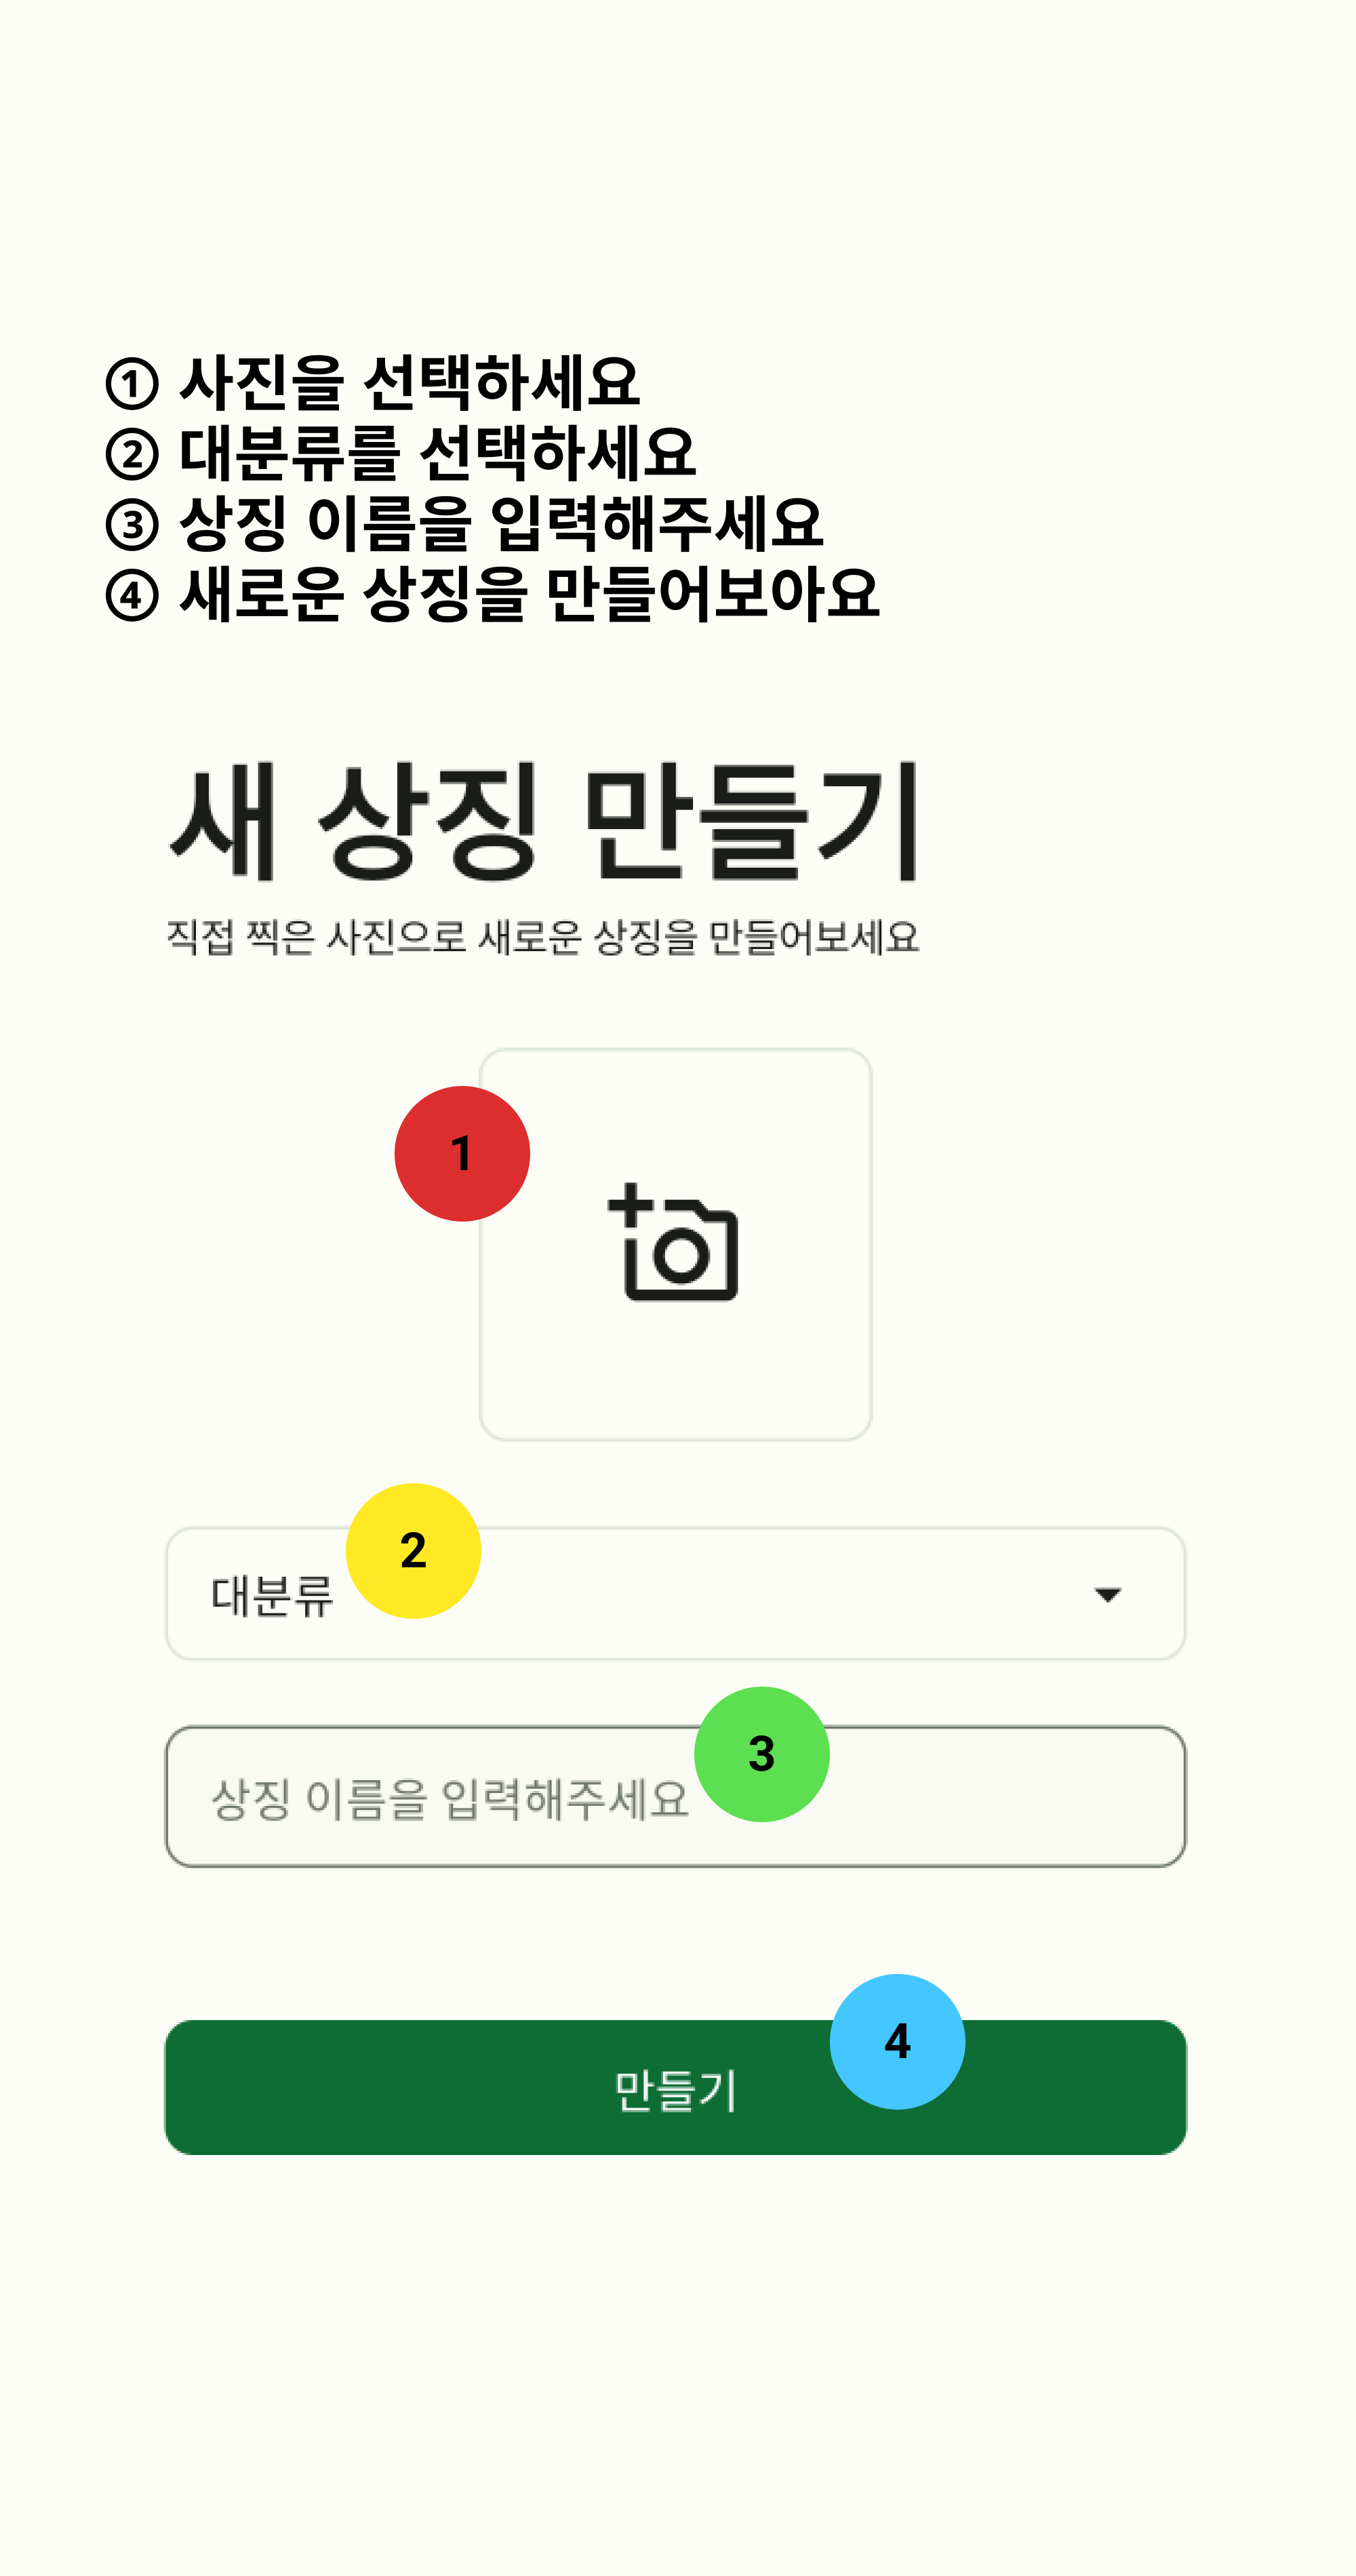 ① 사진을 선택하세요
② 대분류를 선택하세요
③ 상징 이름을 입력해주세요
④ 새로운 상징을 만들어보아요
새 상징 만들기
직접 찍은 사진으로 새로운 상징을 만들어보세요
1
2
대분류
3
상징 이름을 입력해주세요
4
만들기